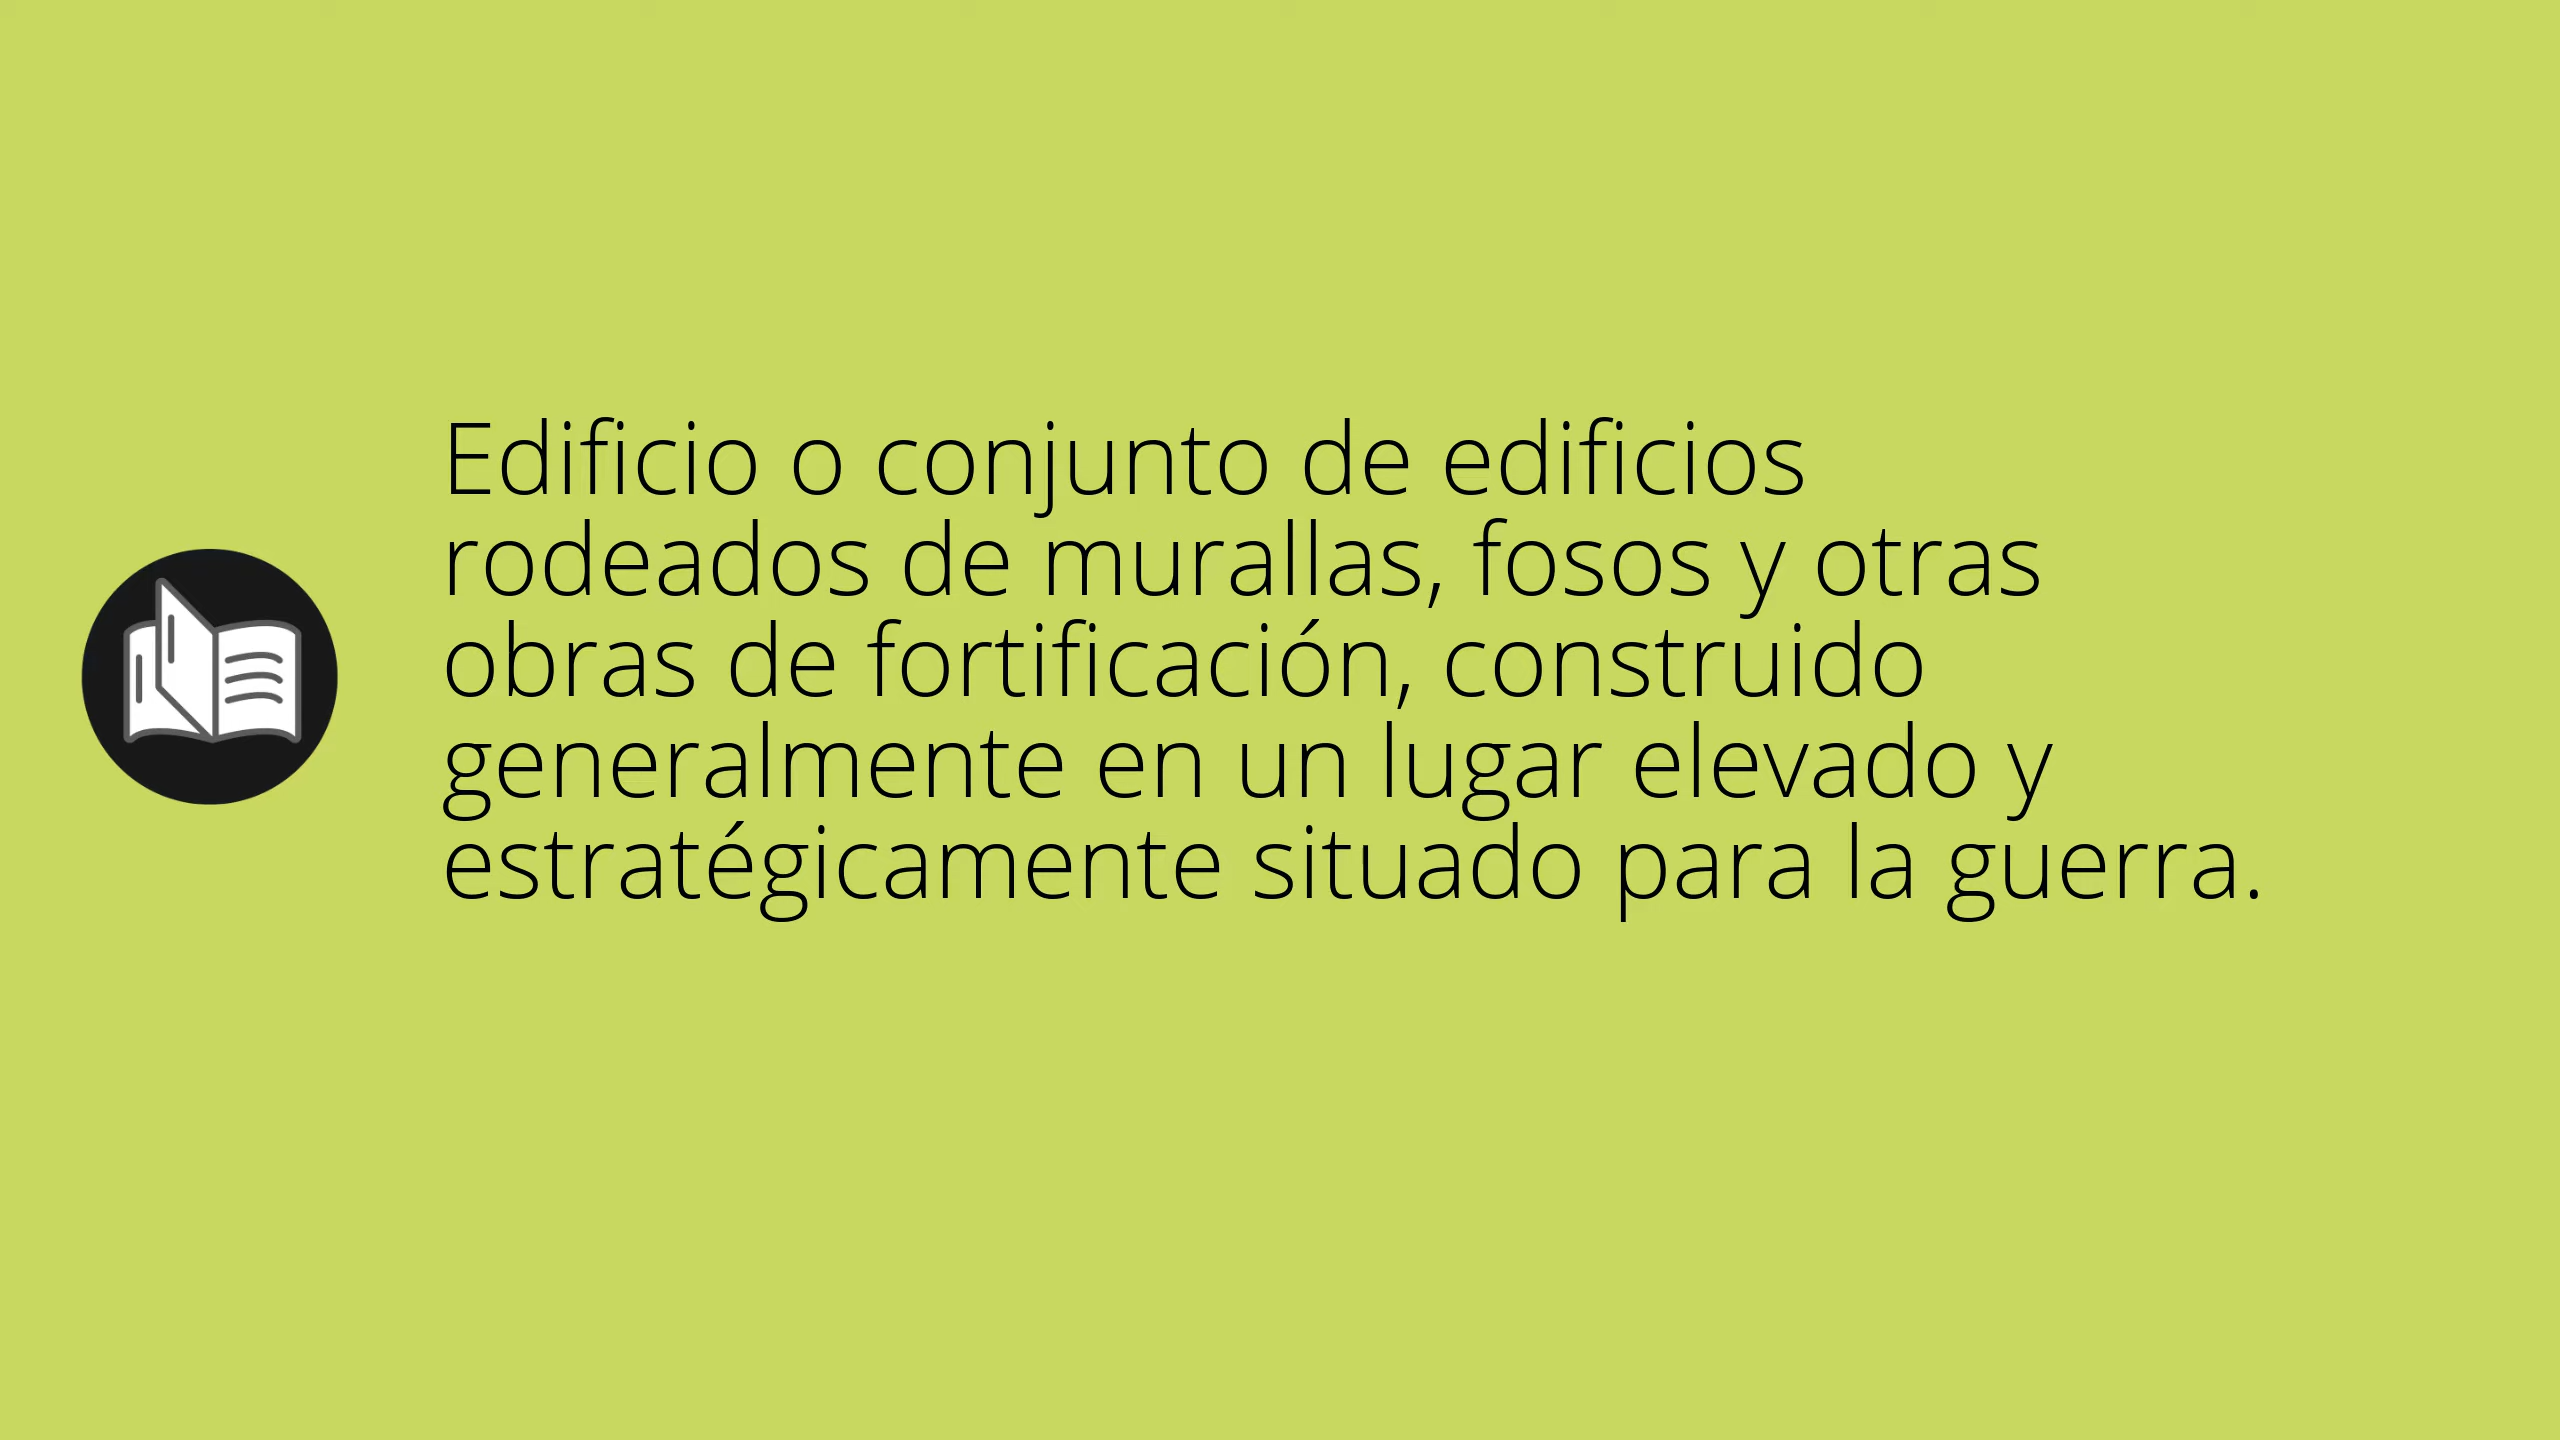 Edificio o conjunto de edificios
rodeados de murallas, fosos y otras
obras de fortificación, construido
generalmente en un lugar elevado y
estratégicamente situado para la guerra.